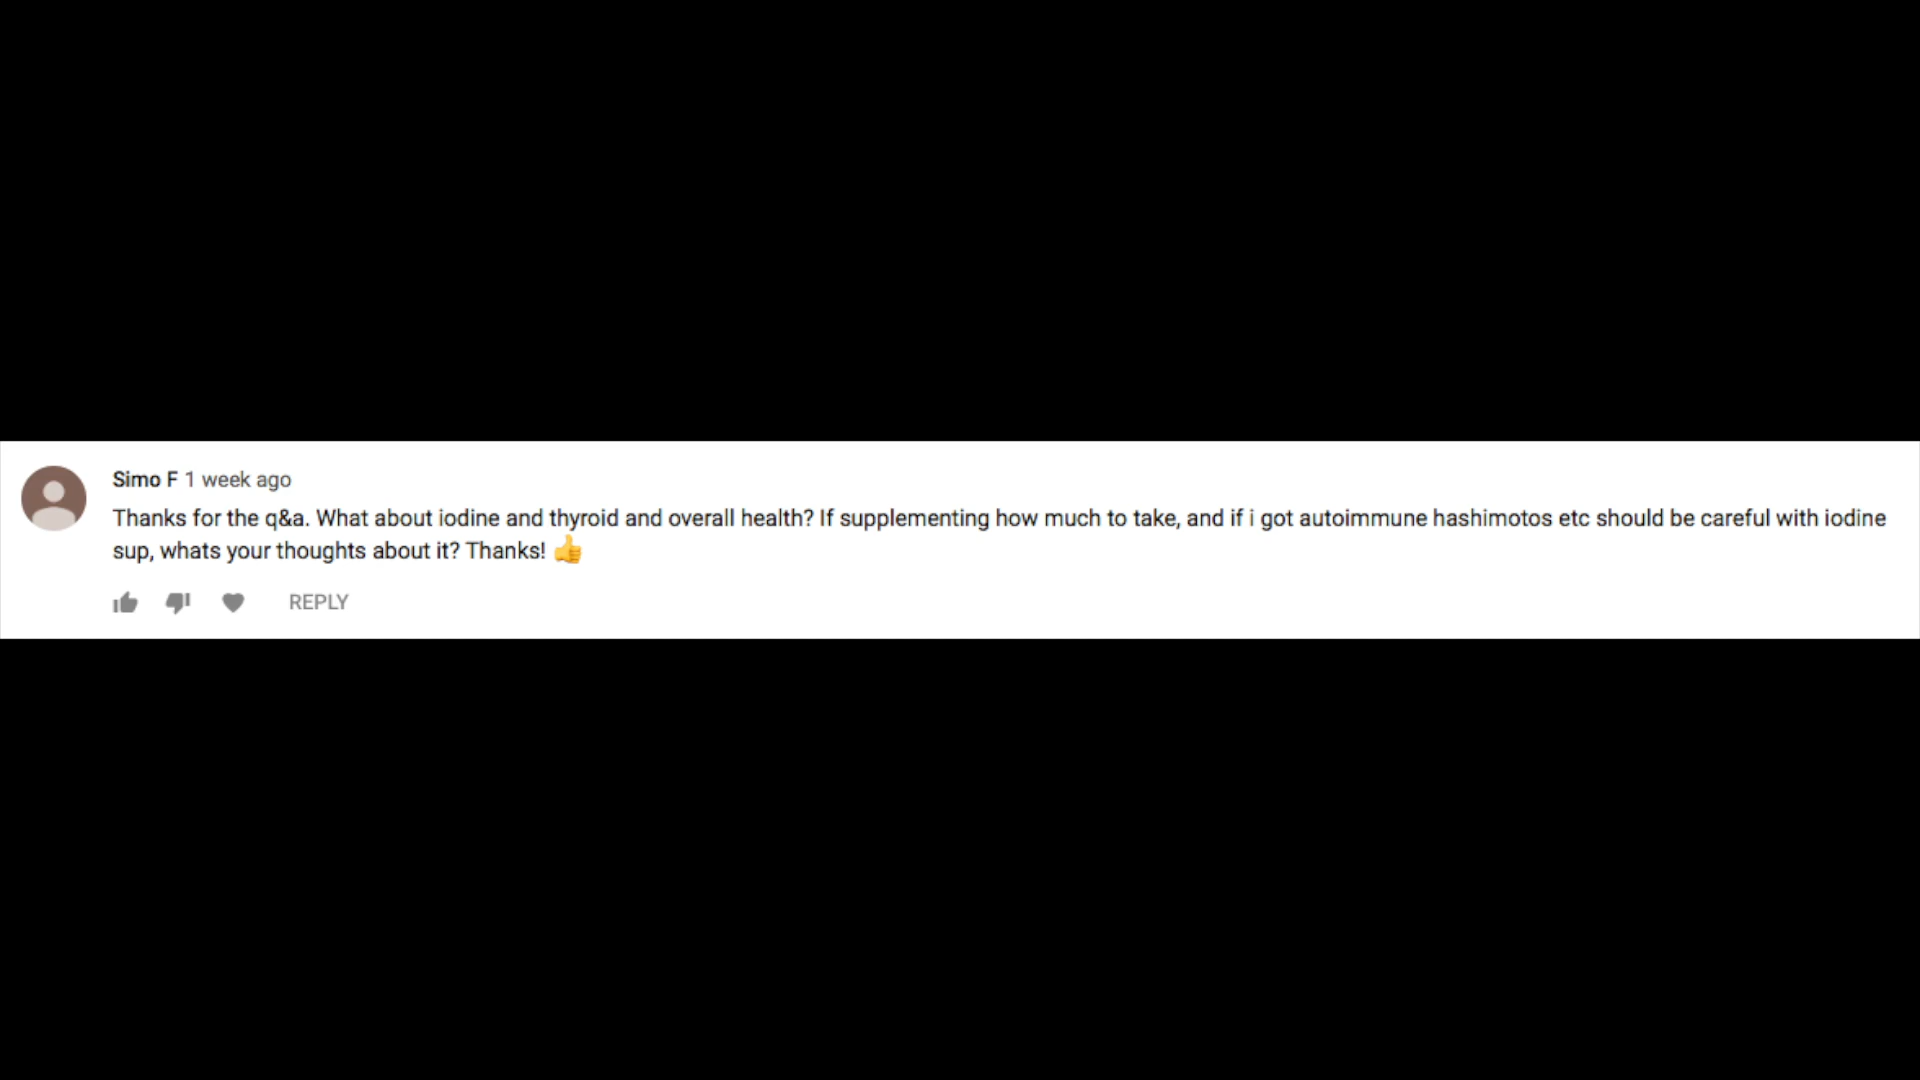 Simo F 1 week ago
Thanks for the q&a. What about iodine and thyroid and overall health? If supplementing how much to take, and if i got autoimmune hashimotos etc should be careful with iodine
sup, whats your thoughts about it? Thanks! 👍
REPLY